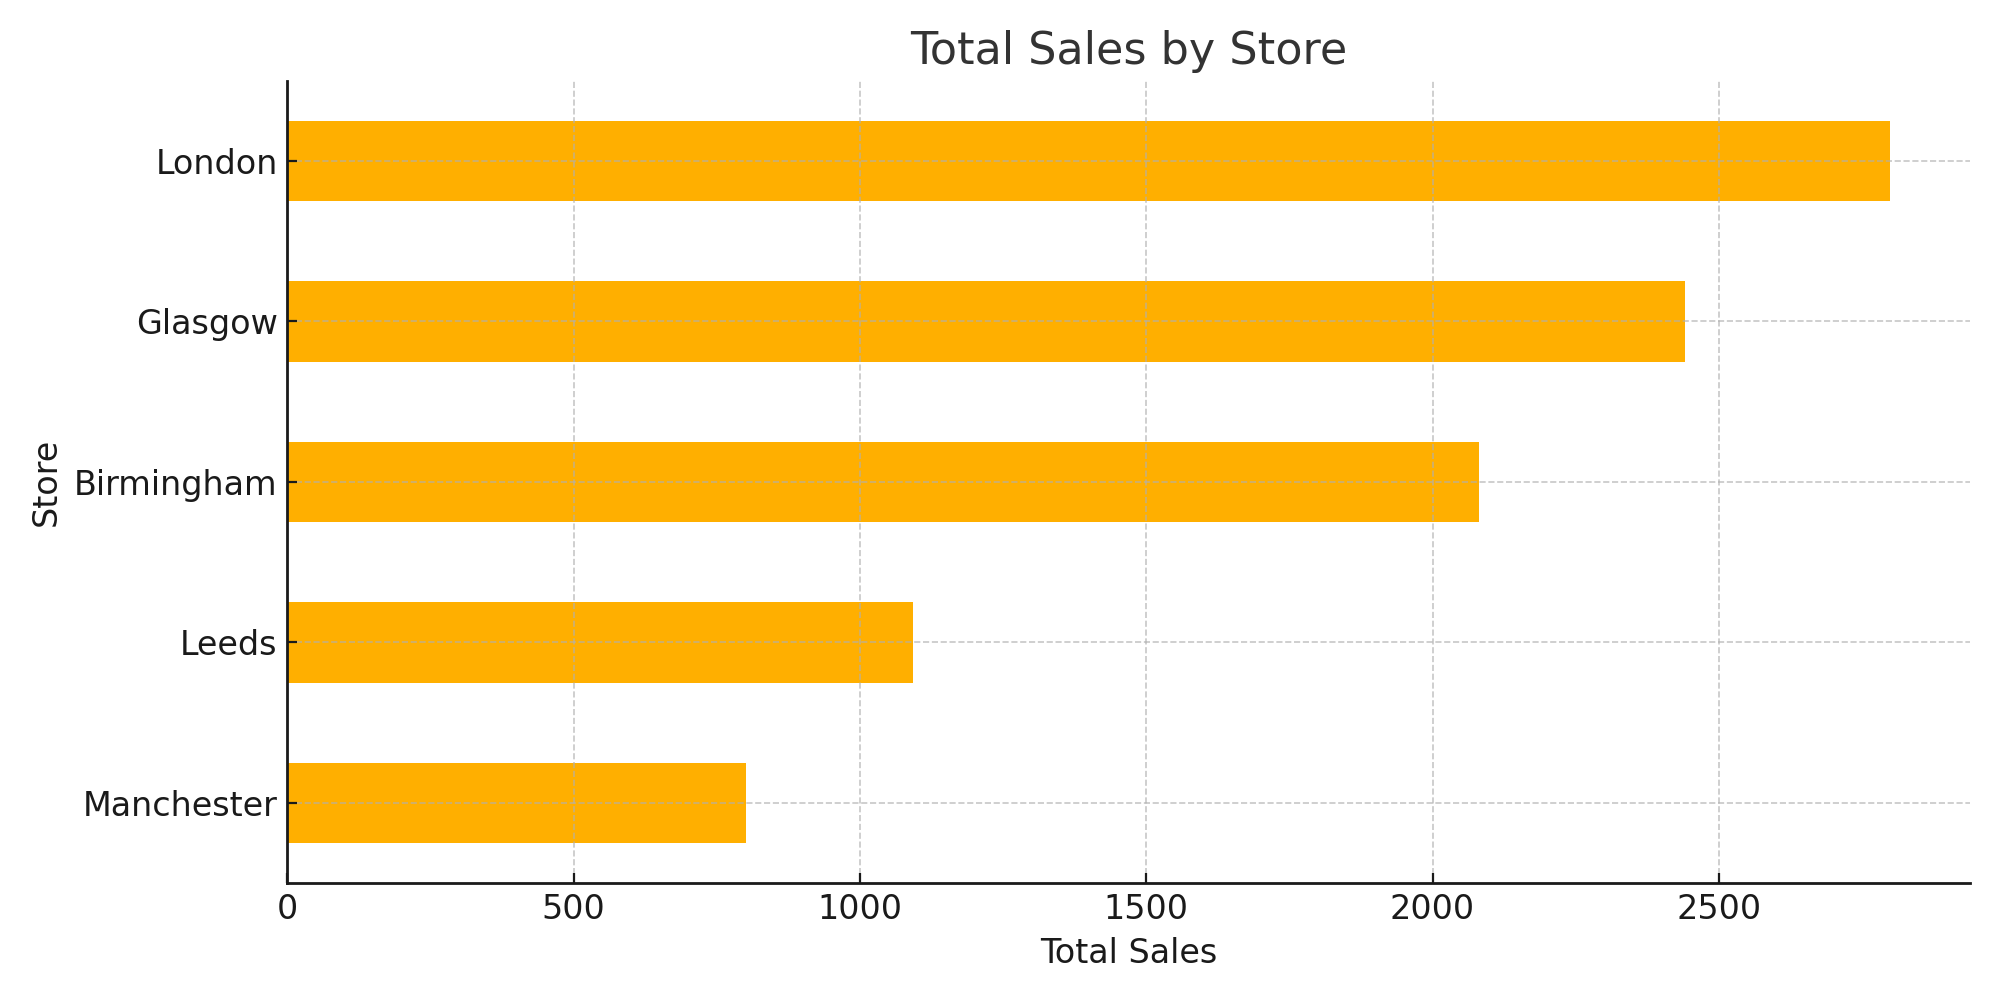 Total Sales by Store
London
Glasgow
Birmingham
Leeds
Manchester
Store
0 500 1000 1500 2000 2500
Total Sales